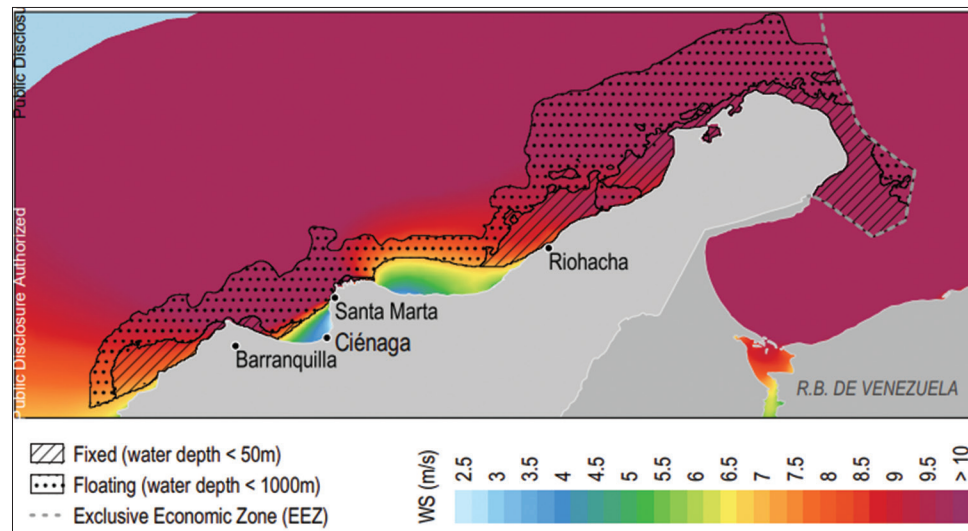 Public Disclosu
Public Disclosure Authorized
Riohacha
Santa Marta
Ciénaga
Barranquilla
R.B. DE VENEZUELA
Fixed (water depth < 50m)
Floating (water depth < 1000m)
Exclusive Economic Zone (EEZ)
WS (m/s)
2.5
3
3.5
4
4.5
5
5.5
6
6.5
7
7.5
8
8.5
9
9.5
> 10